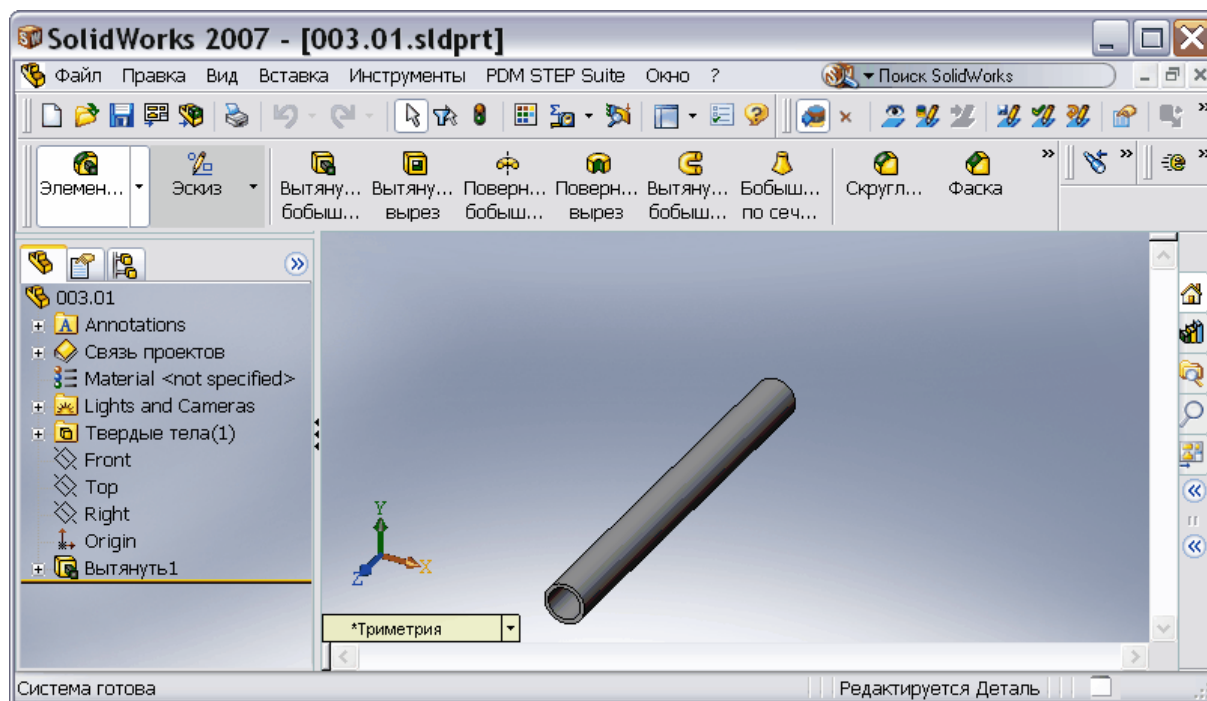 SolidWorks 2007 - [003.01.sldprt]
Файл Правка Вид Вставка Инструменты PDM STEP Suite Окно ? Поиск SolidWorks
Элемен... Эскиз Вытяну... Вытяну... Поверн... Поверн... Вытяну... Бобыш... Скругл... Фаска
бобыш... вырез бобыш... вырез бобыш... по сеч...
003.01
A Annotations
Связь проектов
Material <not specified>
Lights and Cameras
Твердые тела(1)
Front
Top
Right
Origin
Вытянуть1
Y
X
Z
*Триметрия
Система готова Редактируется Деталь